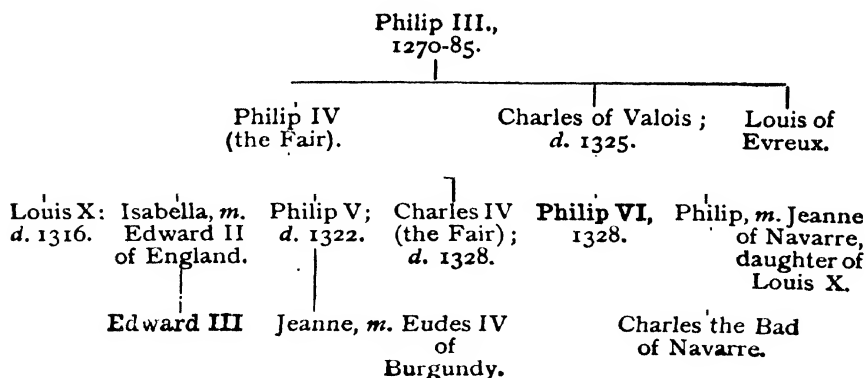 Philip III.,
1270-85.
Philip IV
(the Fair).
Charles of Valois ;
d. 1325.
Louis of
Evreux.
Louis X:
d. 1316.
Isabella, m.
Edward II
of England.
Philip V;
d. 1322.
Charles IV
(the Fair) ;
d. 1328.
Philip VI,
1328.
Philip, m. Jeanne
of Navarre,
daughter of
Louis X.
Edward III
Jeanne, m. Eudes IV
of
Burgundy.
Charles the Bad
of Navarre.